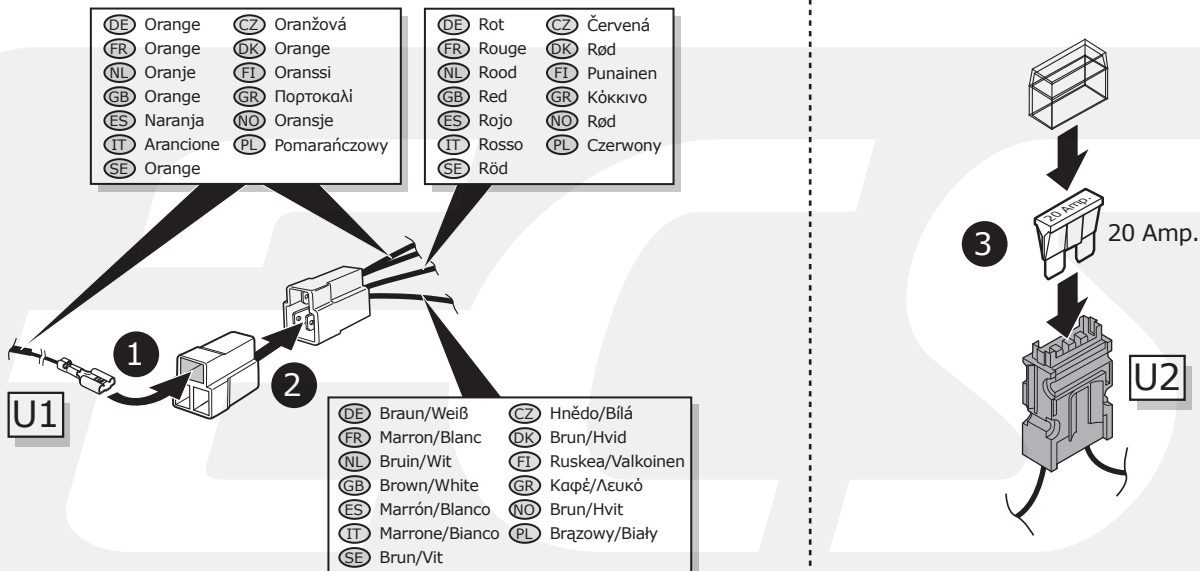 DE Orange CZ Oranžová
FR Orange DK Orange
NL Oranje FI Oranssi
GB Orange GR Πορτοκαλί
ES Naranja NO Oransje
IT Arancione PL Pomarańczowy
SE Orange
DE Rot CZ Červená
FR Rouge DK Rød
NL Rood FI Punainen
GB Red GR Κόκκινο
ES Rojo NO Rød
IT Rosso PL Czerwony
SE Röd
1
2
U1
DE Braun/Weiß CZ Hnědo/Bílá
FR Marron/Blanc DK Brun/Hvid
NL Bruin/Wit FI Ruskea/Valkoinen
GB Brown/White GR Καφέ/Λευκό
ES Marrón/Blanco NO Brun/Hvit
IT Marrone/Bianco PL Brązowy/Biały
SE Brun/Vit
20 Amp.
3
20 Amp.
U2
ECS